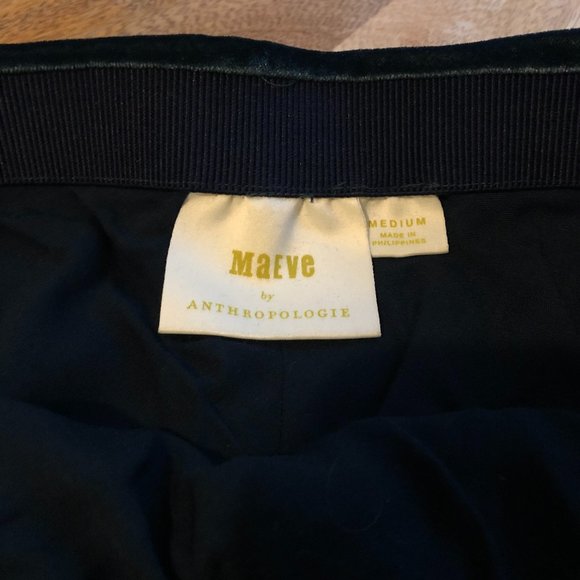 MaEve
by
ANTHROPOLOGIE
MEDIUM
MADE IN
PHILIPPINES